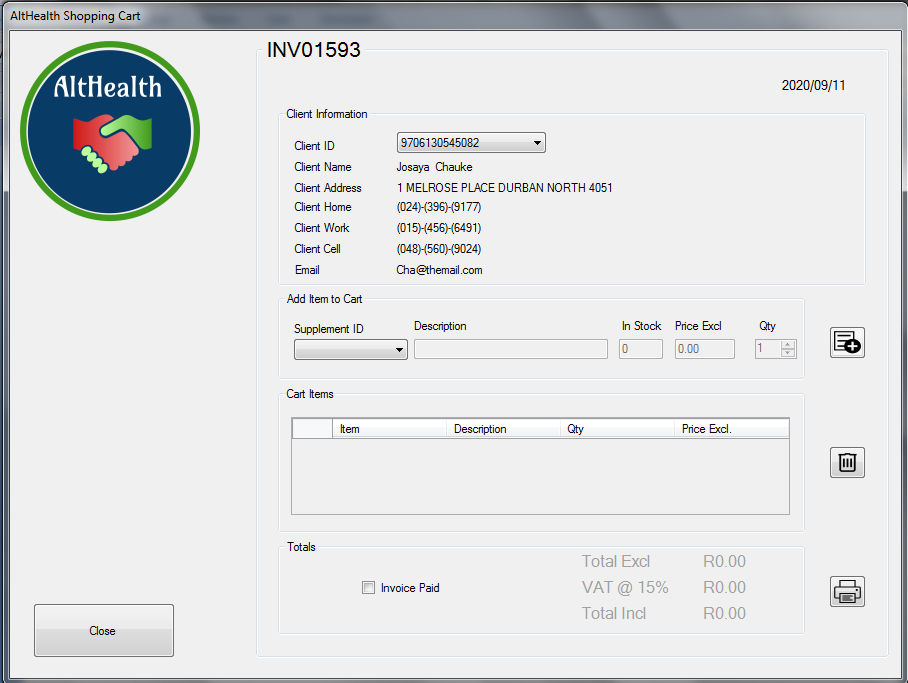 AltHealth Shopping Cart
AltHealth
INV01593
2020/09/11
Client Information
Client ID 9706130545082
Client Name Josaya Chauke
Client Address 1 MELROSE PLACE DURBAN NORTH 4051
Client Home (024)-(396)-(9177)
Client Work (015)-(456)-(6491)
Client Cell (048)-(560)-(9024)
Email Cha@themail.com
Add Item to Cart
Supplement ID Description In Stock Price Excl Qty
0 0.00 1
Cart Items
Item Description Qty Price Excl.
Totals
Total Excl R0.00
Invoice Paid VAT @ 15% R0.00
Total Incl R0.00
Close